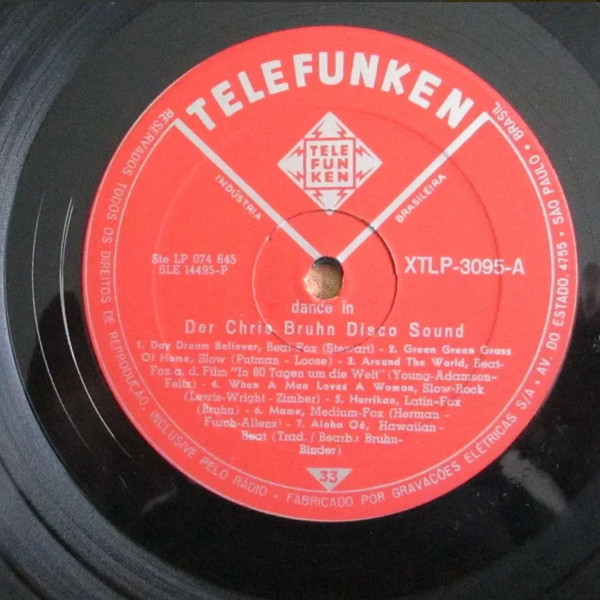 TELEFUNKEN
TELE
FUN
KEN
INDÚSTRIA
BRASILEIRA
Ste LP 074 845
SLE 14495-P
XTLP-3095-A
dance in
Der Chris Bruhn Disco Sound
1. Day Dream Believer, Beat-Fox (Stewart) - 2. Green Green Grass
Of Home, Slow (Putman - Loose) - 3. Around The World, Beat-
Fox a. d. Film "In 80 Tagen um die Welt" (Young-Adamson-
Felix) - 4. When A Man Loves A Woman, Slow-Rock
(Lewis-Wright - Zimber) - 5. Hurrikan, Latin-Fox
(Bruhn) - 6. Mame, Medium-Fox (Herman -
Fusch-Allens) - 7. Aloha Oé, Hawaiian-
Beat (Trad. / Bearb.: Bruhn-
Binder)
33
RESERVADOS TODOS OS DIREITOS DE REPRODUÇÃO, INCLUSIVE PELO RÁDIO • FABRICADO POR GRAVAÇÕES ELÉTRICAS S/A • AV. DO ESTADO, 4755 • SÃO PAULO • BRASIL